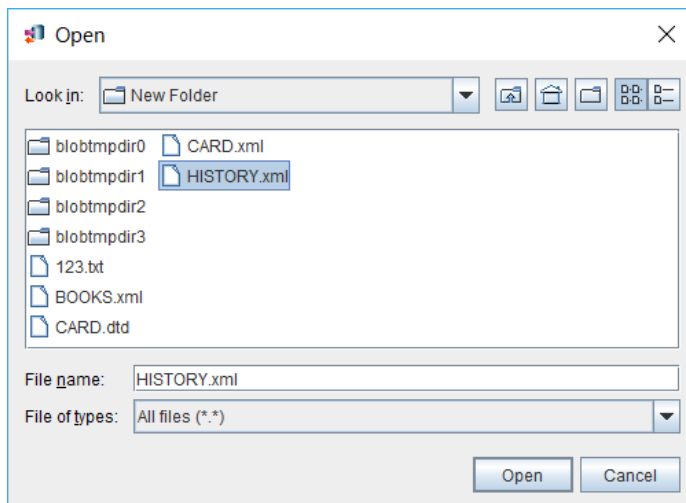 Open
Look in: New Folder
blobtmpdir0 CARD.xml
blobtmpdir1 HISTORY.xml
blobtmpdir2
blobtmpdir3
123.txt
BOOKS.xml
CARD.dtd
File name: HISTORY.xml
File of types: All files (*.*)
Open Cancel